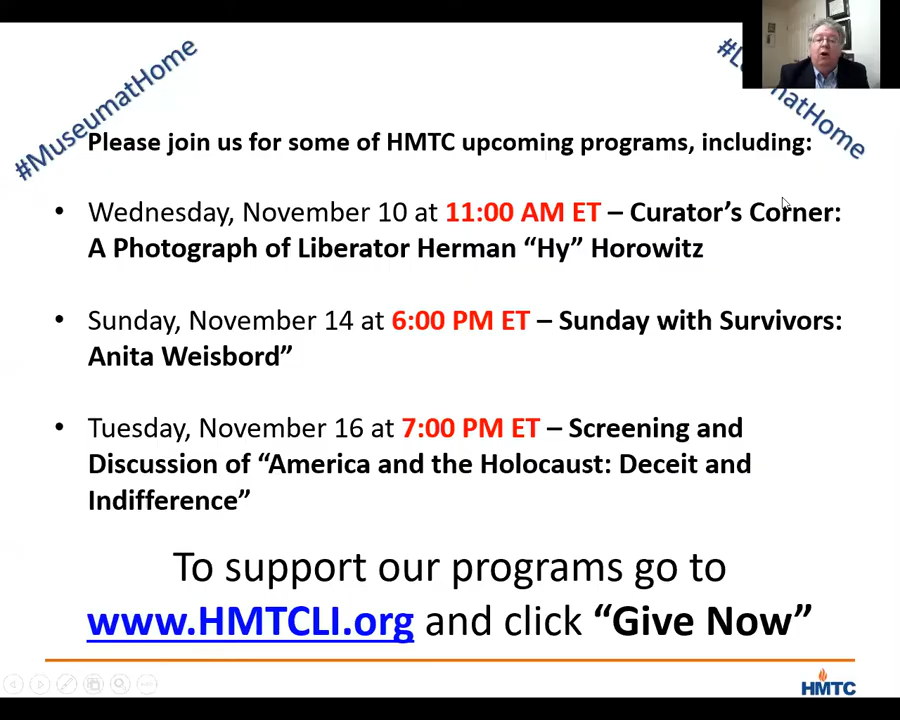 #MuseumatHome
Please join us for some of HMTC upcoming programs, including:
• Wednesday, November 10 at 11:00 AM ET – Curator’s Corner:
A Photograph of Liberator Herman “Hy” Horowitz
• Sunday, November 14 at 6:00 PM ET – Sunday with Survivors:
Anita Weisbord”
• Tuesday, November 16 at 7:00 PM ET – Screening and
Discussion of “America and the Holocaust: Deceit and
Indifference”
To support our programs go to
www.HMTCLI.org and click “Give Now”
HMTC